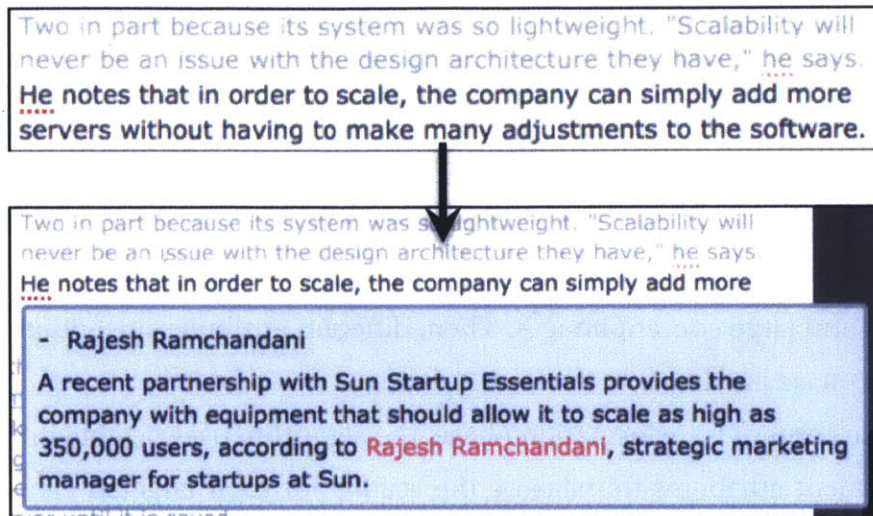 Two in part because its system was so lightweight. "Scalability will
never be an issue with the design architecture they have," he says.
He notes that in order to scale, the company can simply add more
servers without having to make many adjustments to the software.
Two in part because its system was so lightweight. "Scalability will
never be an issue with the design architecture they have," he says
He notes that in order to scale, the company can simply add more
- Rajesh Ramchandani
A recent partnership with Sun Startup Essentials provides the
company with equipment that should allow it to scale as high as
350,000 users, according to Rajesh Ramchandani, strategic marketing
manager for startups at Sun.